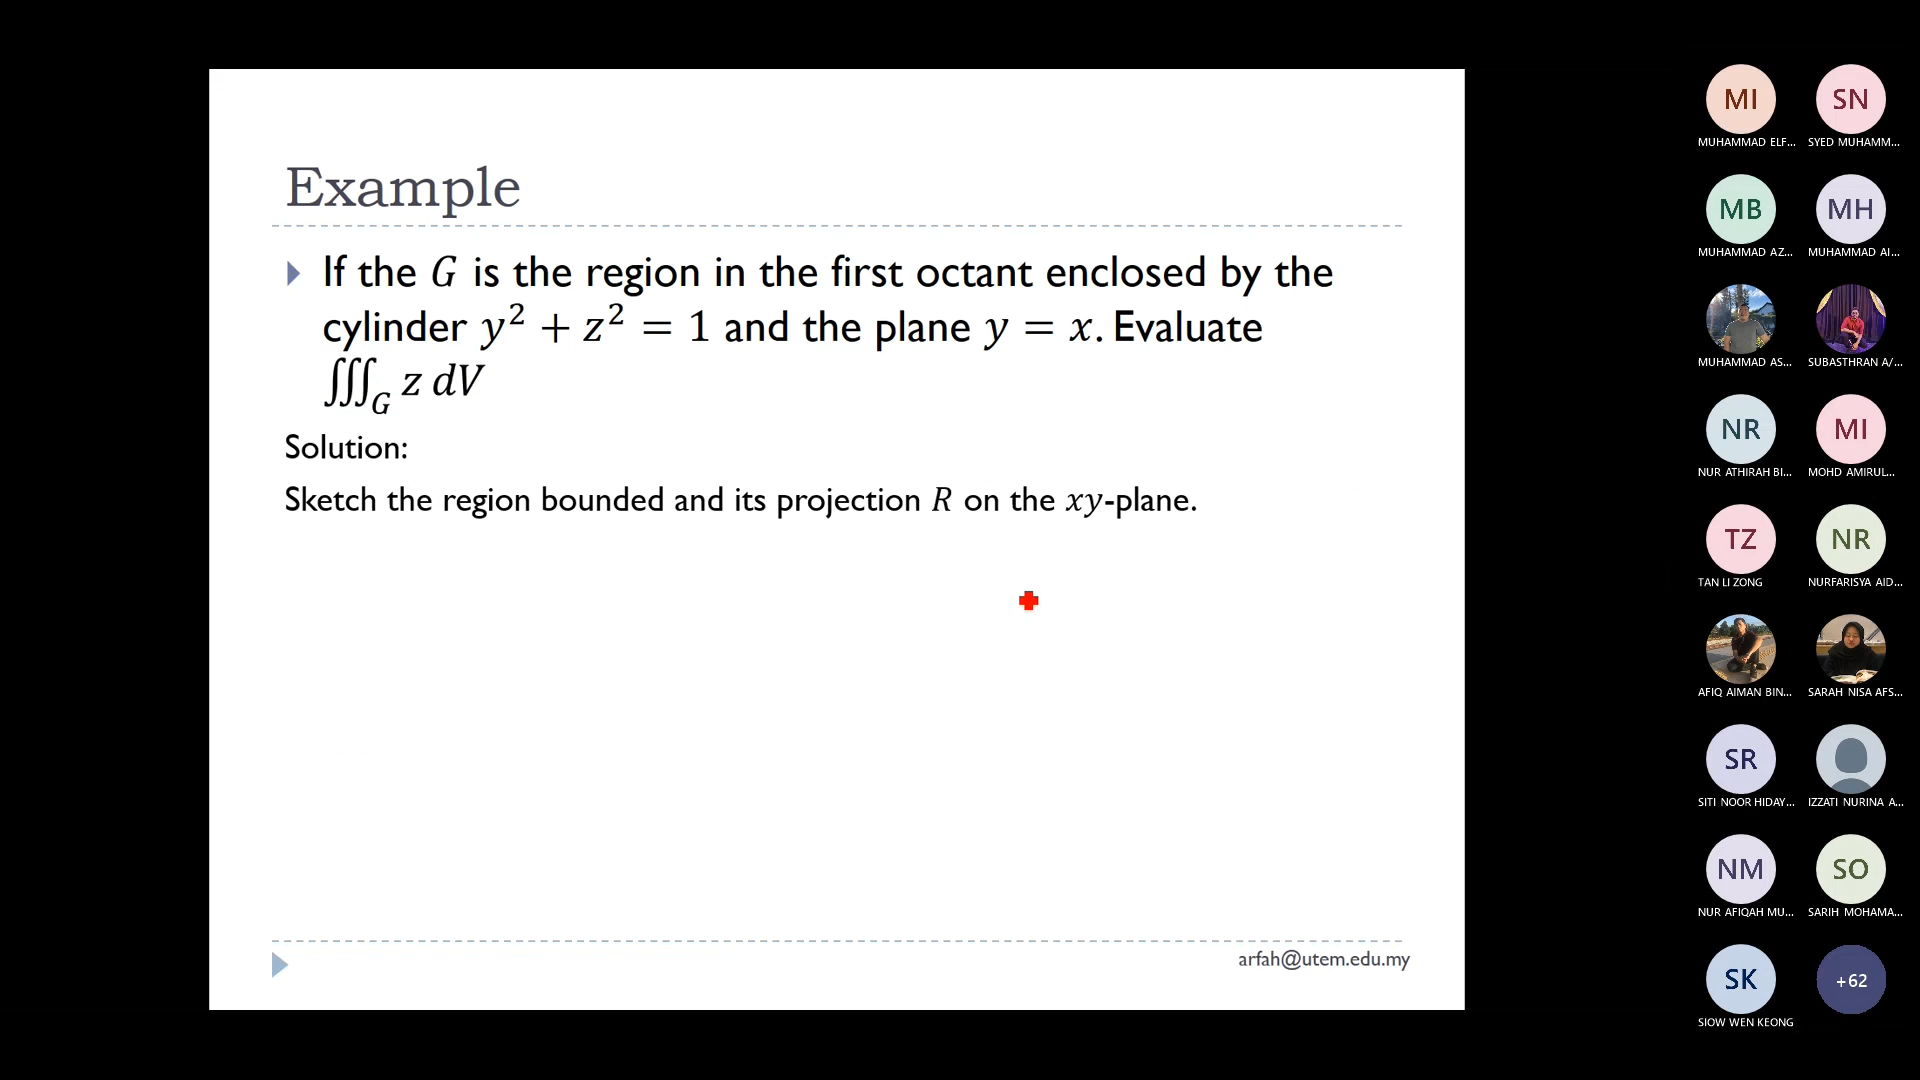 Example
If the G is the region in the first octant enclosed by the
cylinder y² + z² = 1 and the plane y = x. Evaluate
∭_G z dV
Solution:
Sketch the region bounded and its projection R on the xy-plane.
arfah@utem.edu.my
MI SN
MUHAMMAD ELF... SYED MUHAMM...
MB MH
MUHAMMAD AZ... MUHAMMAD AI...
MUHAMMAD AS... SUBASTHRAN A/...
NR MI
NUR ATHIRAH BI... MOHD AMIRUL...
TZ NR
TAN LI ZONG NURFARISYA AID...
AFIQ AIMAN BIN... SARAH NISA AFS...
SR
SITI NOOR HIDAY... IZZATI NURINA A...
NM SO
NUR AFIQAH MU... SARIH MOHAMA...
SK +62
SIOW WEN KEONG